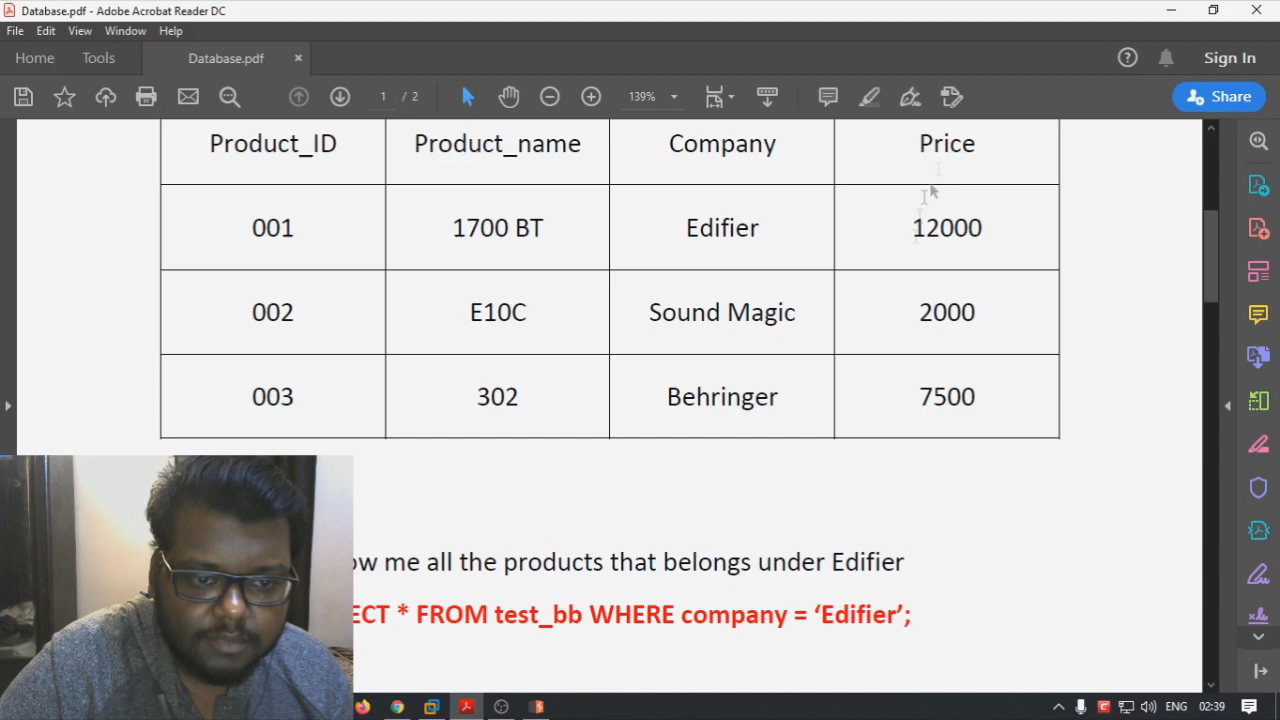 Database.pdf - Adobe Acrobat Reader DC
File Edit View Window Help
Home Tools Database.pdf × Sign In
1 / 2 139% Share
Product_ID Product_name Company Price
001 1700 BT Edifier 12000
002 E10C Sound Magic 2000
003 302 Behringer 7500
ow me all the products that belongs under Edifier
ECT * FROM test_bb WHERE company = ‘Edifier’;
ENG 02:39